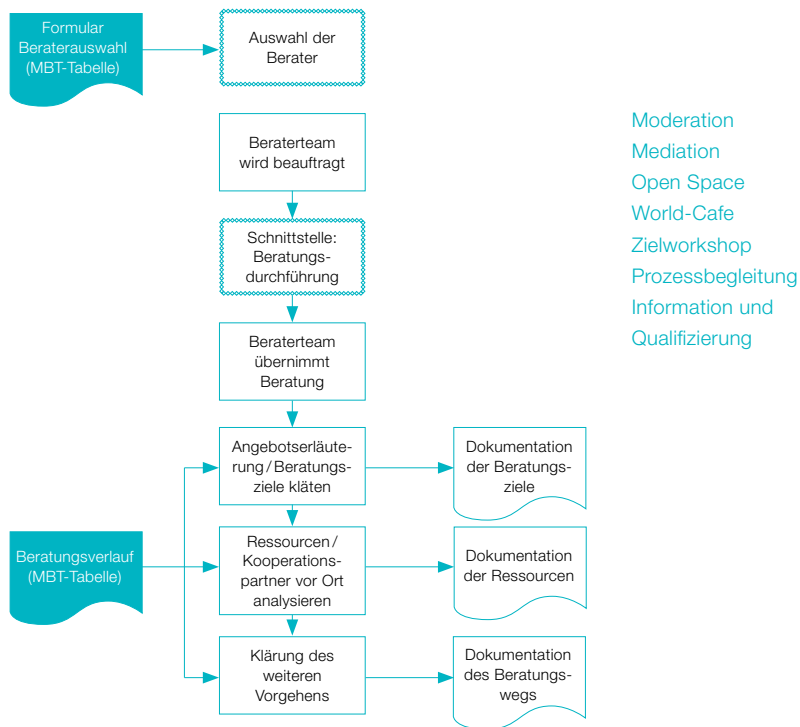 Formular
Beraterauswahl
(MBT-Tabelle)
Auswahl der
Berater
Beraterteam
wird beauftragt
Schnittstelle:
Beratungs-
durchführung
Beraterteam
übernimmt
Beratung
Angebotserläute-
rung / Beratungs-
ziele kläten
Dokumentation
der Beratungs-
ziele
Beratungsverlauf
(MBT-Tabelle)
Ressourcen /
Kooperations-
partner vor Ort
analysieren
Dokumentation
der Ressourcen
Klärung des
weiteren
Vorgehens
Dokumentation
des Beratungs-
wegs
Moderation
Mediation
Open Space
World-Cafe
Zielworkshop
Prozessbegleitung
Information und
Qualifizierung